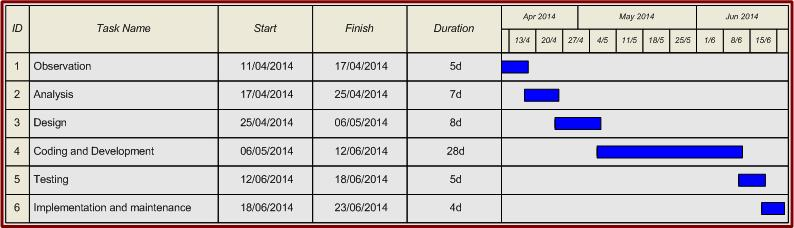 ID Task Name Start Finish Duration Apr 2014 May 2014 Jun 2014
13/4 20/4 27/4 4/5 11/5 18/5 25/5 1/6 8/6 15/6
1 Observation 11/04/2014 17/04/2014 5d
2 Analysis 17/04/2014 25/04/2014 7d
3 Design 25/04/2014 06/05/2014 8d
4 Coding and Development 06/05/2014 12/06/2014 28d
5 Testing 12/06/2014 18/06/2014 5d
6 Implementation and maintenance 18/06/2014 23/06/2014 4d